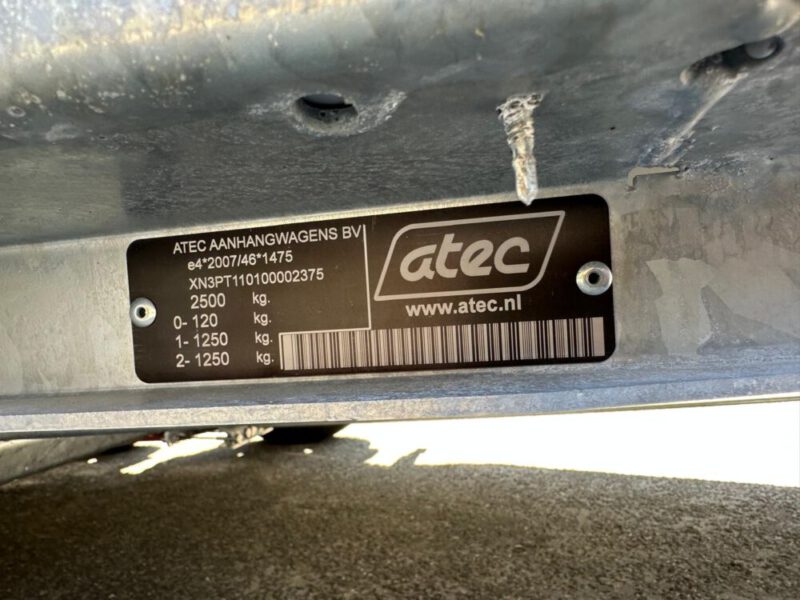 ATEC AANHANGWAGENS BV
e4*2007/46*1475
XN3PT110100002375
2500 kg.
0- 120 kg.
1- 1250 kg.
2- 1250 kg.
atec
www.atec.nl